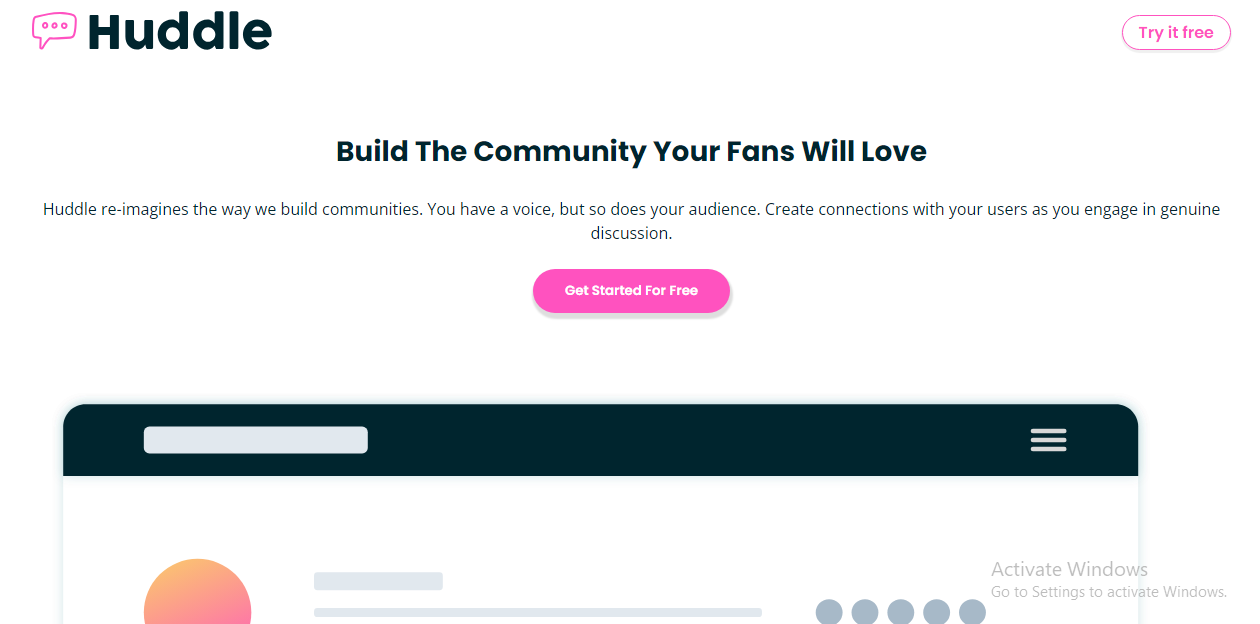 Huddle
Try it free
Build The Community Your Fans Will Love
Huddle re-imagines the way we build communities. You have a voice, but so does your audience. Create connections with your users as you engage in genuine
discussion.
Get Started For Free
Activate Windows
Go to Settings to activate Windows.